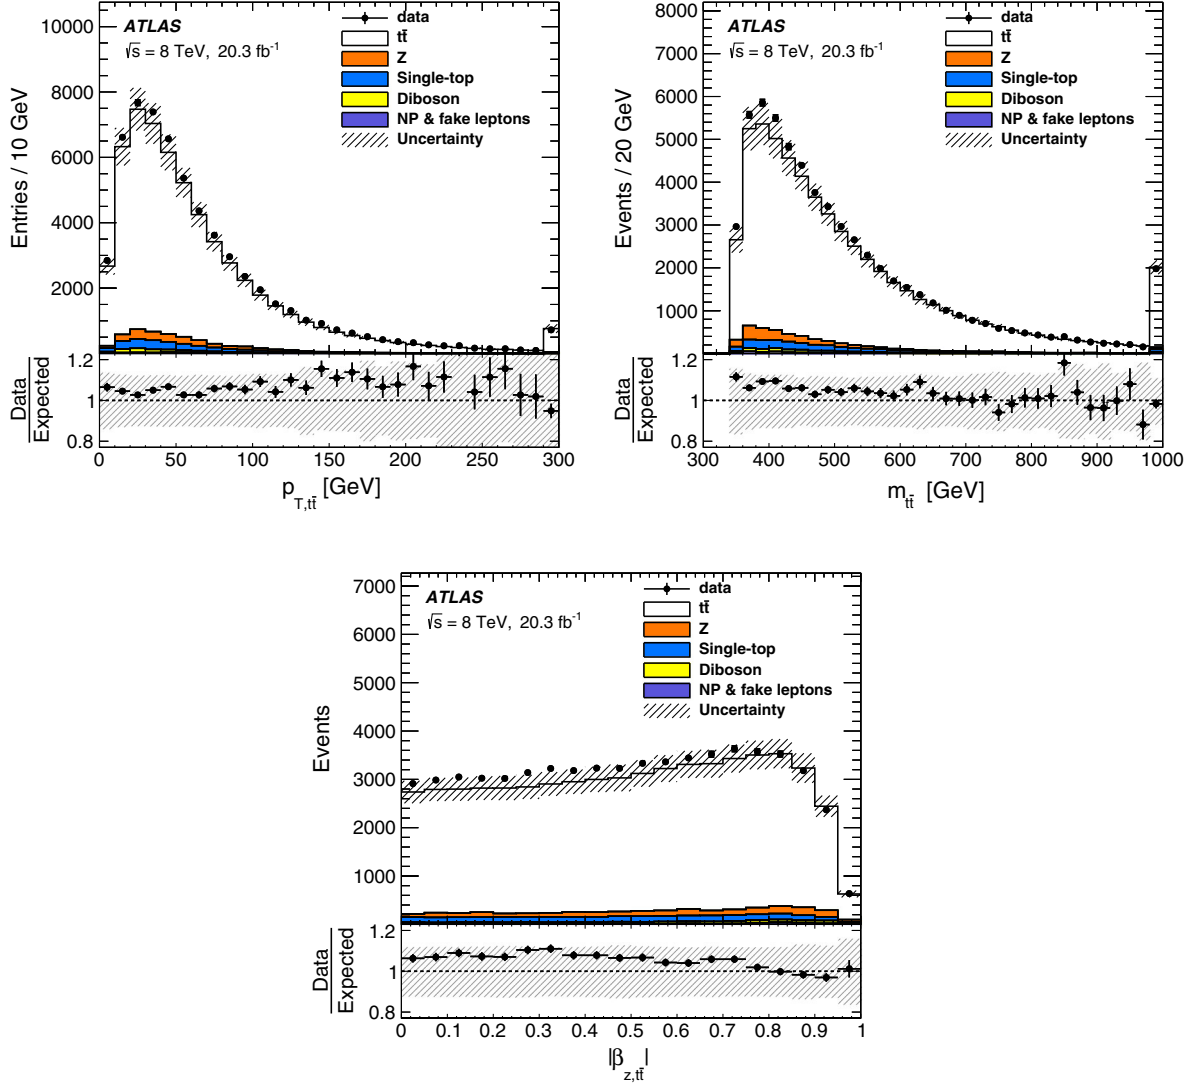 ATLAS
√s = 8 TeV, 20.3 fb⁻¹
data
tt̄
Z
Single-top
Diboson
NP & fake leptons
Uncertainty
Entries / 10 GeV
10000
8000
6000
4000
2000
Data
Expected
1.2
1
0.8
0 50 100 150 200 250 300
p_T,tt̄ [GeV]
ATLAS
√s = 8 TeV, 20.3 fb⁻¹
data
tt̄
Z
Single-top
Diboson
NP & fake leptons
Uncertainty
Events / 20 GeV
8000
7000
6000
5000
4000
3000
2000
1000
Data
Expected
1.2
1
0.8
300 400 500 600 700 800 900 1000
m_tt̄ [GeV]
ATLAS
√s = 8 TeV, 20.3 fb⁻¹
data
tt̄
Z
Single-top
Diboson
NP & fake leptons
Uncertainty
Events
7000
6000
5000
4000
3000
2000
1000
Data
Expected
1.2
1
0.8
0 0.1 0.2 0.3 0.4 0.5 0.6 0.7 0.8 0.9 1
|β_z,tt̄|